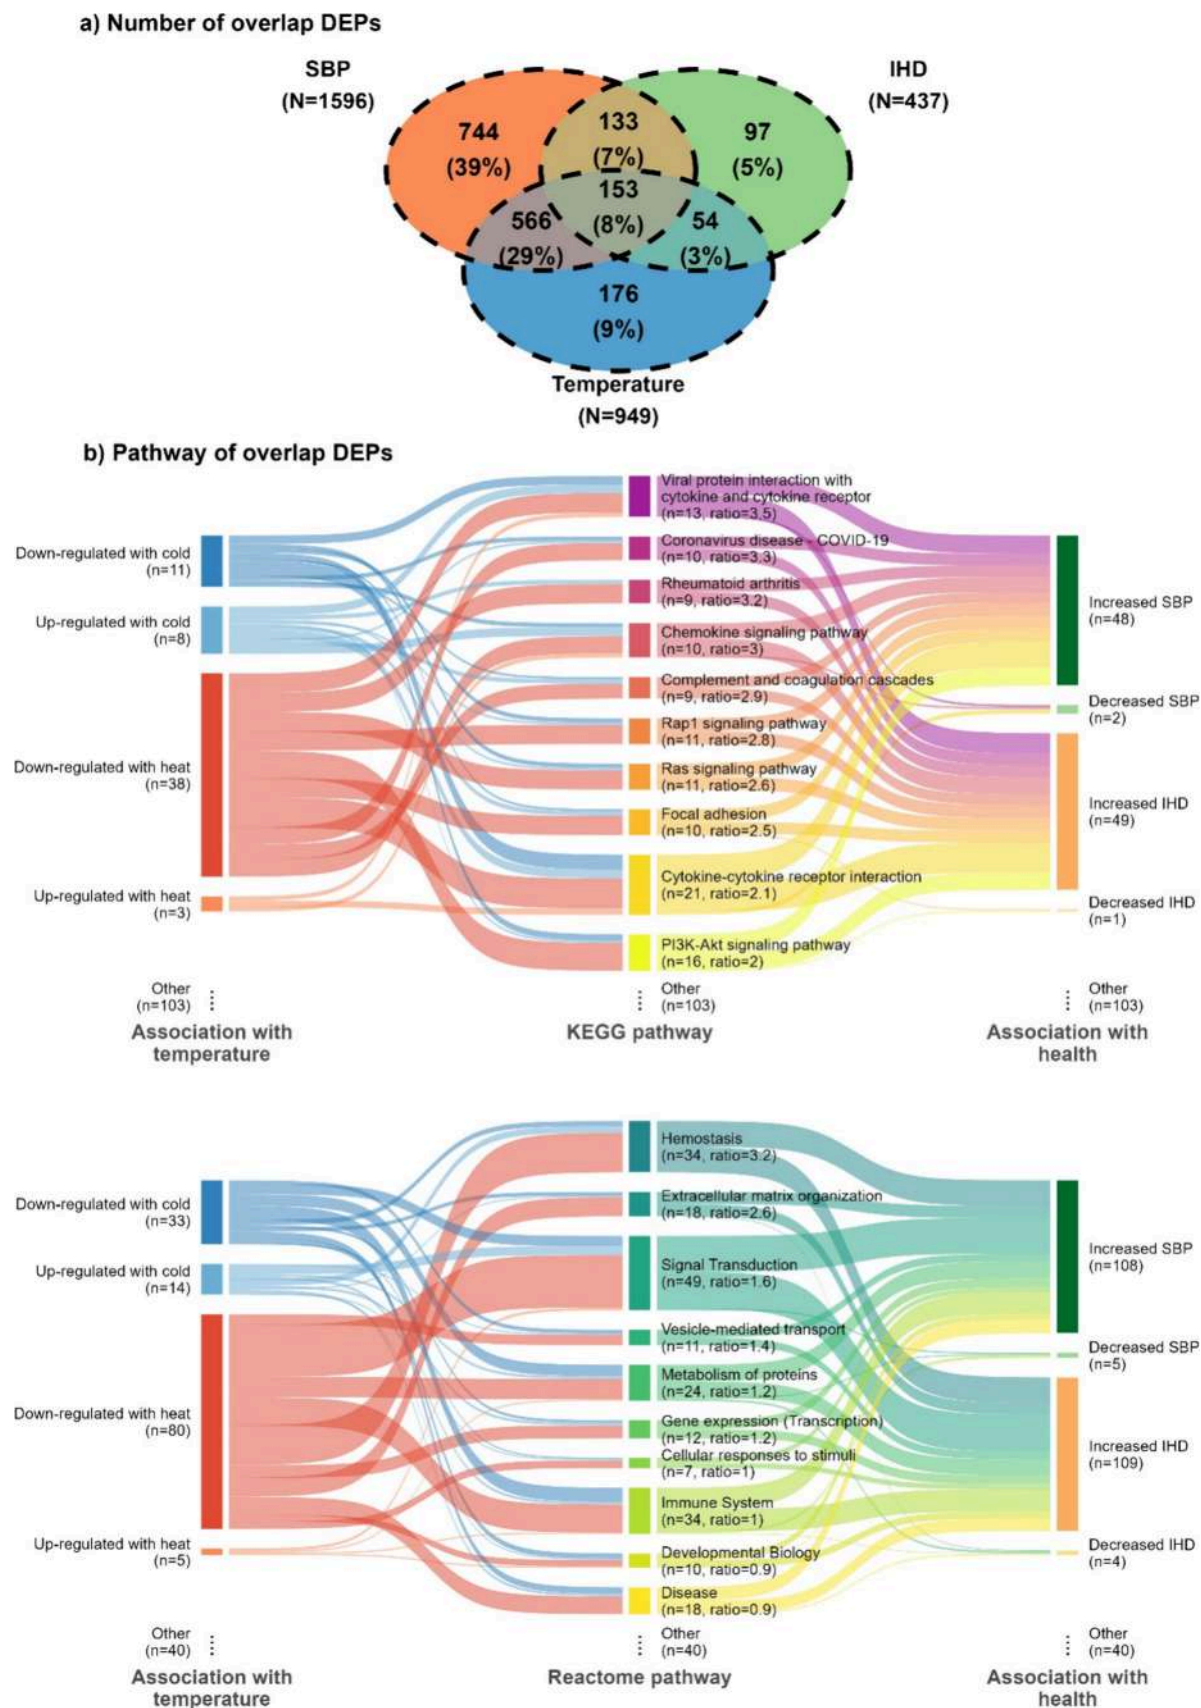 a) Number of overlap DEPs
SBP
(N=1596)
IHD
(N=437)
744
(39%)
133
(7%)
97
(5%)
153
(8%)
566
(29%)
54
(3%)
176
(9%)
Temperature
(N=949)
b) Pathway of overlap DEPs
Down-regulated with cold
(n=11)
Up-regulated with cold
(n=8)
Down-regulated with heat
(n=38)
Up-regulated with heat
(n=3)
Other
(n=103)
Association with
temperature
Viral protein interaction with
cytokine and cytokine receptor
(n=13, ratio=3.5)
Coronavirus disease - COVID-19
(n=10, ratio=3.3)
Rheumatoid arthritis
(n=9, ratio=3.2)
Chemokine signaling pathway
(n=10, ratio=3)
Complement and coagulation cascades
(n=9, ratio=2.9)
Rap1 signaling pathway
(n=11, ratio=2.8)
Ras signaling pathway
(n=11, ratio=2.6)
Focal adhesion
(n=10, ratio=2.5)
Cytokine-cytokine receptor interaction
(n=21, ratio=2.1)
PI3K-Akt signaling pathway
(n=16, ratio=2)
Other
(n=103)
KEGG pathway
Increased SBP
(n=48)
Decreased SBP
(n=2)
Increased IHD
(n=49)
Decreased IHD
(n=1)
Other
(n=103)
Association with
health
Down-regulated with cold
(n=33)
Up-regulated with cold
(n=14)
Down-regulated with heat
(n=80)
Up-regulated with heat
(n=5)
Other
(n=40)
Association with
temperature
Hemostasis
(n=34, ratio=3.2)
Extracellular matrix organization
(n=18, ratio=2.6)
Signal Transduction
(n=49, ratio=1.6)
Vesicle-mediated transport
(n=11, ratio=1.4)
Metabolism of proteins
(n=24, ratio=1.2)
Gene expression (Transcription)
(n=12, ratio=1.2)
Cellular responses to stimuli
(n=7, ratio=1)
Immune System
(n=34, ratio=1)
Developmental Biology
(n=10, ratio=0.9)
Disease
(n=18, ratio=0.9)
Other
(n=40)
Reactome pathway
Increased SBP
(n=108)
Decreased SBP
(n=5)
Increased IHD
(n=109)
Decreased IHD
(n=4)
Other
(n=40)
Association with
health